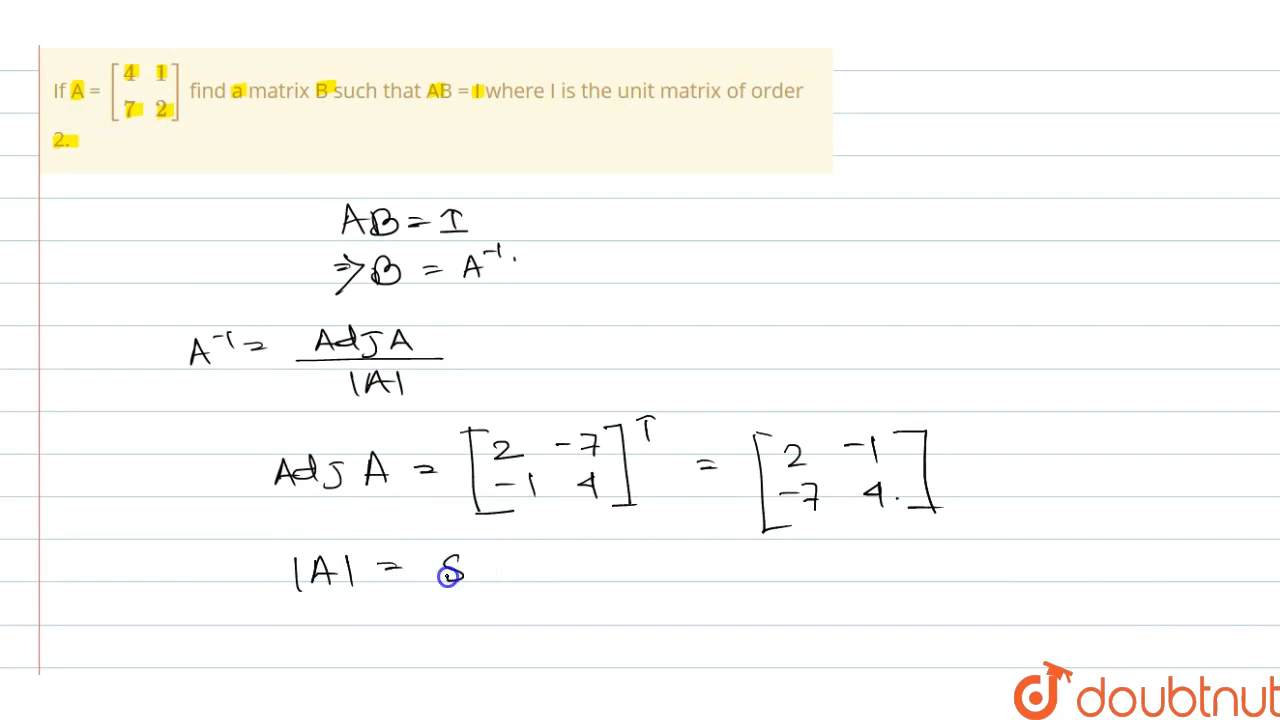 If A = [4 1
7 2] find a matrix B such that AB = I where I is the unit matrix of order
2.
AB = I
⇒ B = A⁻¹.
A⁻¹ = Adj A
|A|
Adj A = [2 -7
-1 4]ᵀ = [2 -1
-7 4.]
|A| =
doubtnut